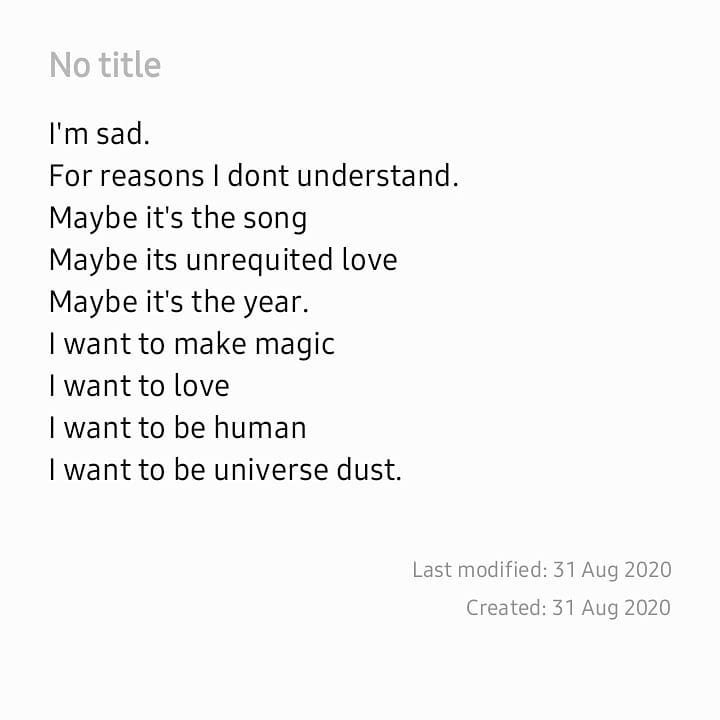 No title
I'm sad.
For reasons I dont understand.
Maybe it's the song
Maybe its unrequited love
Maybe it's the year.
I want to make magic
I want to love
I want to be human
I want to be universe dust.
Last modified: 31 Aug 2020
Created: 31 Aug 2020